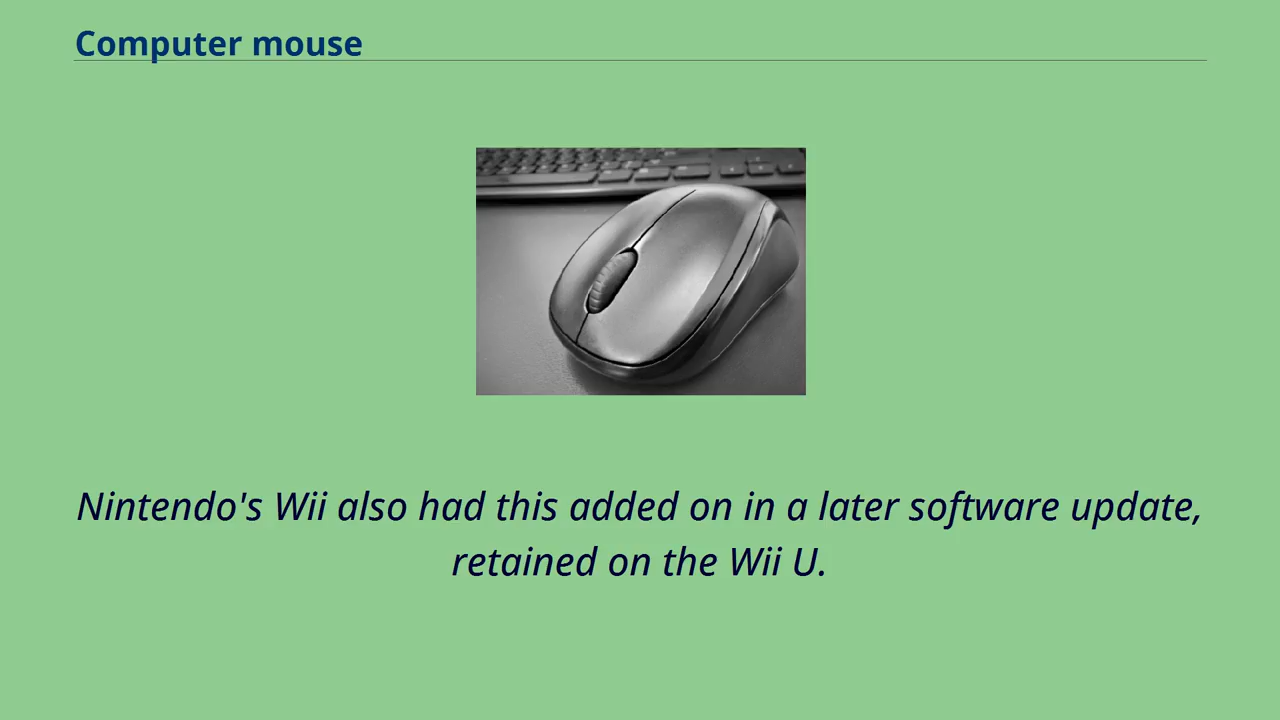 Computer mouse
Nintendo's Wii also had this added on in a later software update,
retained on the Wii U.